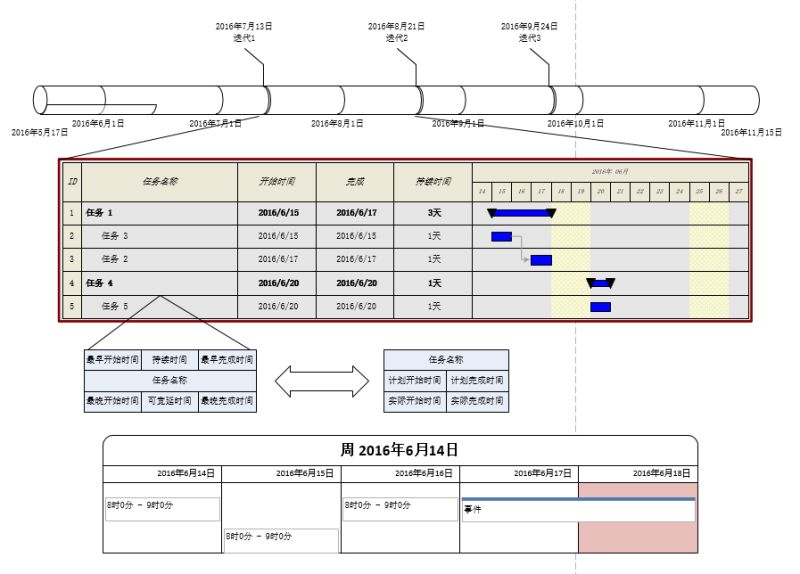 2016年7月13日
迭代1
2016年8月21日
迭代2
2016年9月24日
迭代3
2016年5月17日
2016年6月1日
2016年7月1日
2016年8月1日
2016年9月1日
2016年10月1日
2016年11月1日
2016年11月15日
ID 任务名称 开始时间 完成 持续时间 2016年 06月
14 15 16 17 18 19 20 21 22 23 24 25 26 27
1 任务 1 2016/6/15 2016/6/17 3天
2 任务 3 2016/6/15 2016/6/15 1天
3 任务 2 2016/6/17 2016/6/17 1天
4 任务 4 2016/6/20 2016/6/20 1天
5 任务 5 2016/6/20 2016/6/20 1天
最早开始时间 持续时间 最早完成时间
任务名称
最晚开始时间 可宽延时间 最晚完成时间
任务名称
计划开始时间 计划完成时间
实际开始时间 实际完成时间
周 2016年6月14日
2016年6月14日 2016年6月15日 2016年6月16日 2016年6月17日 2016年6月18日
8时0分 - 9时0分
8时0分 - 9时0分
8时0分 - 9时0分
事件